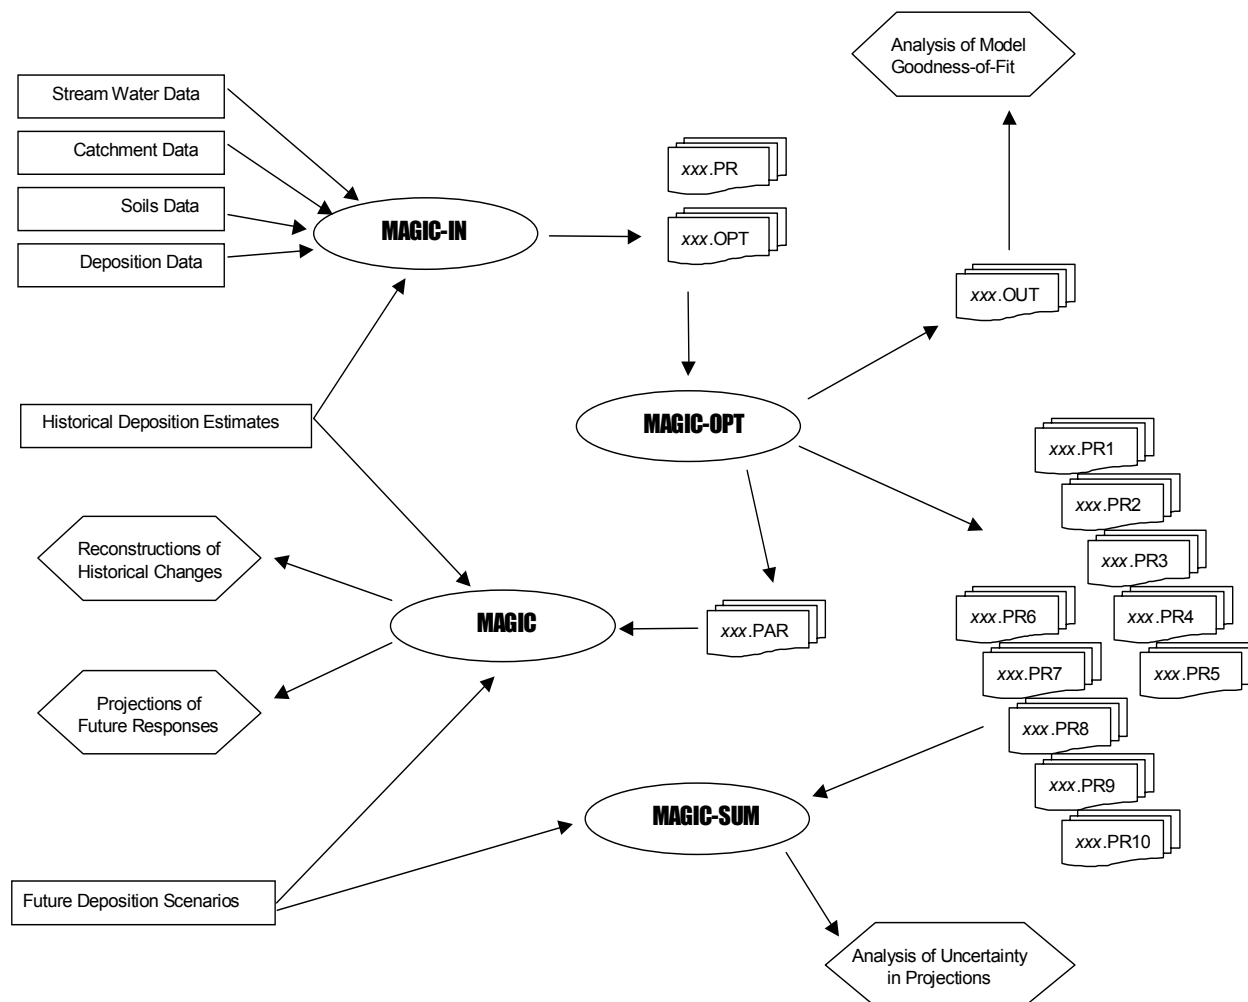 Analysis of Model
Goodness-of-Fit
Stream Water Data
Catchment Data
Soils Data
Deposition Data
MAGIC-IN
xxx.PR
xxx.OPT
xxx.OUT
Historical Deposition Estimates
MAGIC-OPT
xxx.PR1
xxx.PR2
xxx.PR3
xxx.PR4
xxx.PR5
xxx.PR6
xxx.PR7
xxx.PR8
xxx.PR9
xxx.PR10
Reconstructions of
Historical Changes
MAGIC
xxx.PAR
Projections of
Future Responses
MAGIC-SUM
Future Deposition Scenarios
Analysis of Uncertainty
in Projections